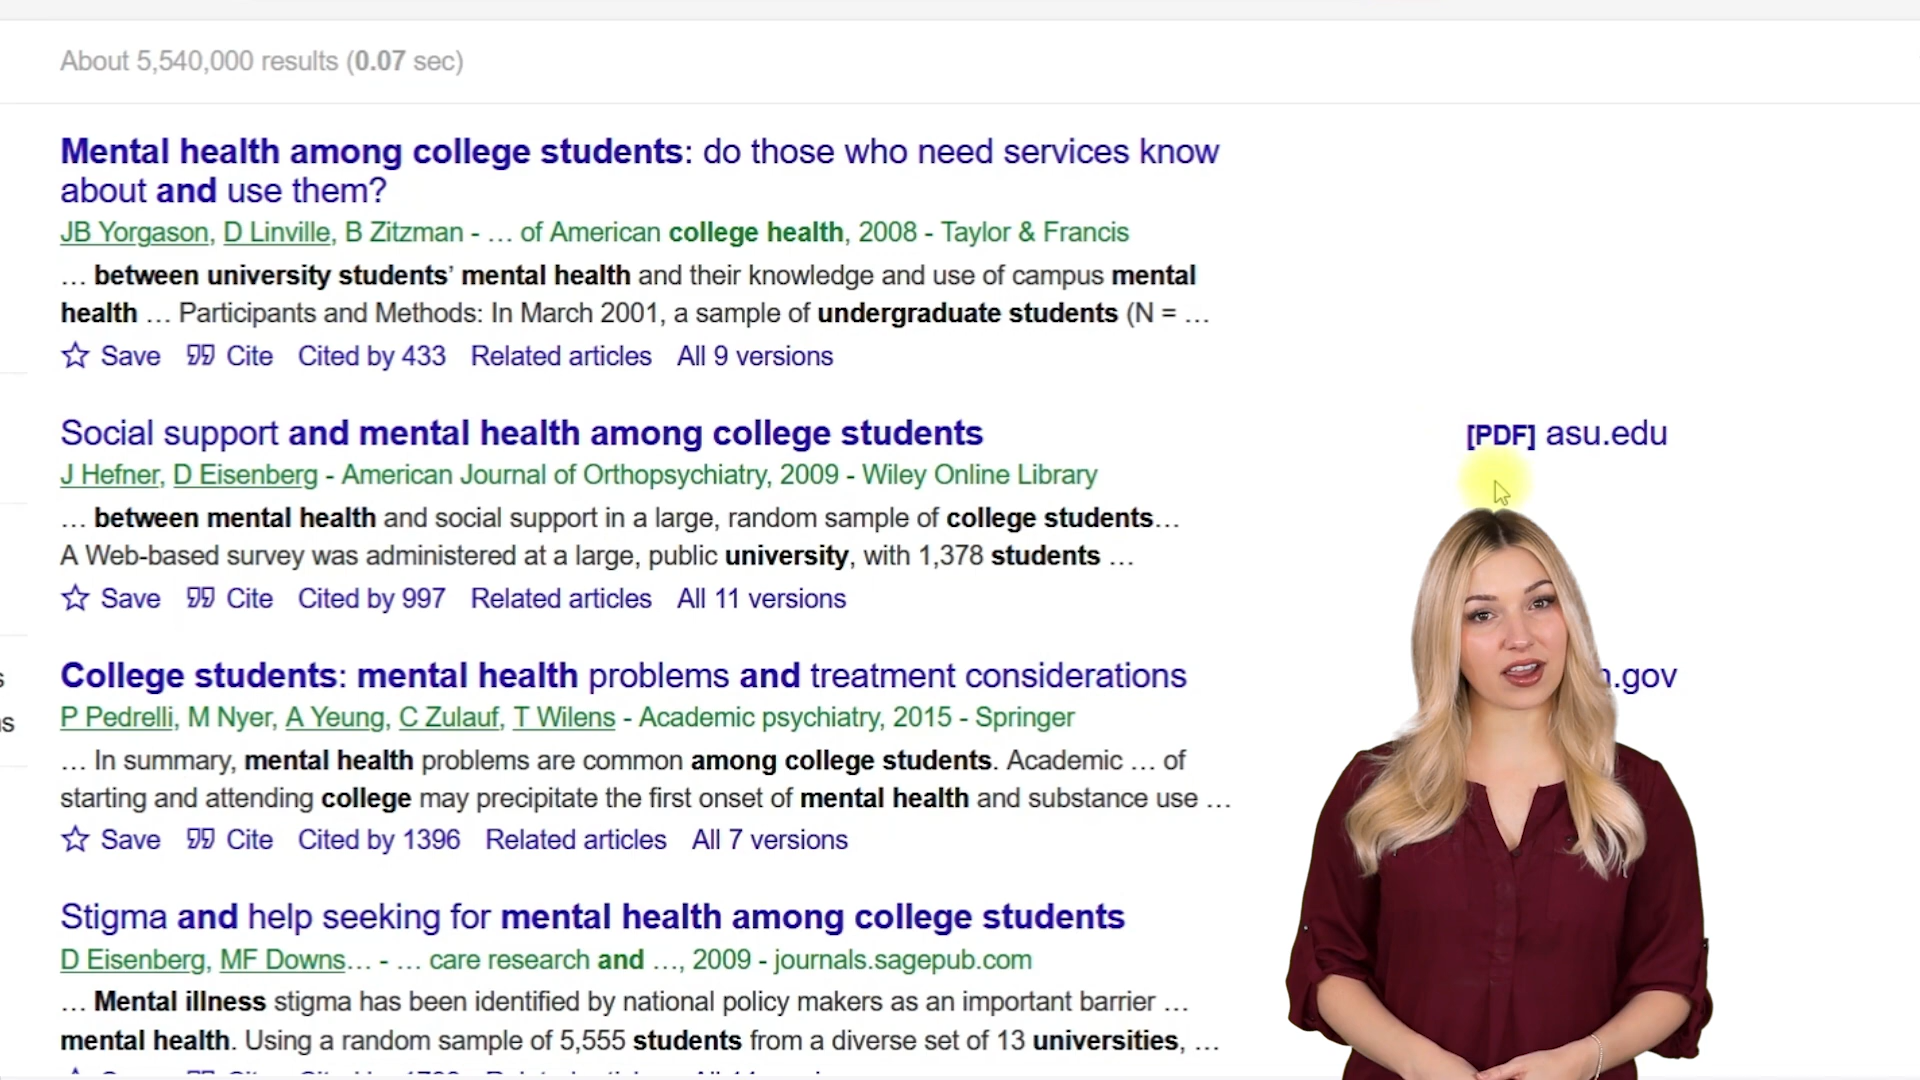 About 5,540,000 results (0.07 sec)
Mental health among college students: do those who need services know
about and use them?
JB Yorgason, D Linville, B Zitzman - … of American college health, 2008 - Taylor & Francis
… between university students’ mental health and their knowledge and use of campus mental
health … Participants and Methods: In March 2001, a sample of undergraduate students (N = …
Save Cite Cited by 433 Related articles All 9 versions
Social support and mental health among college students
[PDF] asu.edu
J Hefner, D Eisenberg - American Journal of Orthopsychiatry, 2009 - Wiley Online Library
… between mental health and social support in a large, random sample of college students…
A Web-based survey was administered at a large, public university, with 1,378 students …
Save Cite Cited by 997 Related articles All 11 versions
College students: mental health problems and treatment considerations
.gov
P Pedrelli, M Nyer, A Yeung, C Zulauf, T Wilens - Academic psychiatry, 2015 - Springer
… In summary, mental health problems are common among college students. Academic … of
starting and attending college may precipitate the first onset of mental health and substance use …
Save Cite Cited by 1396 Related articles All 7 versions
Stigma and help seeking for mental health among college students
D Eisenberg, MF Downs… - … care research and …, 2009 - journals.sagepub.com
… Mental illness stigma has been identified by national policy makers as an important barrier …
mental health. Using a random sample of 5,555 students from a diverse set of 13 universities, …